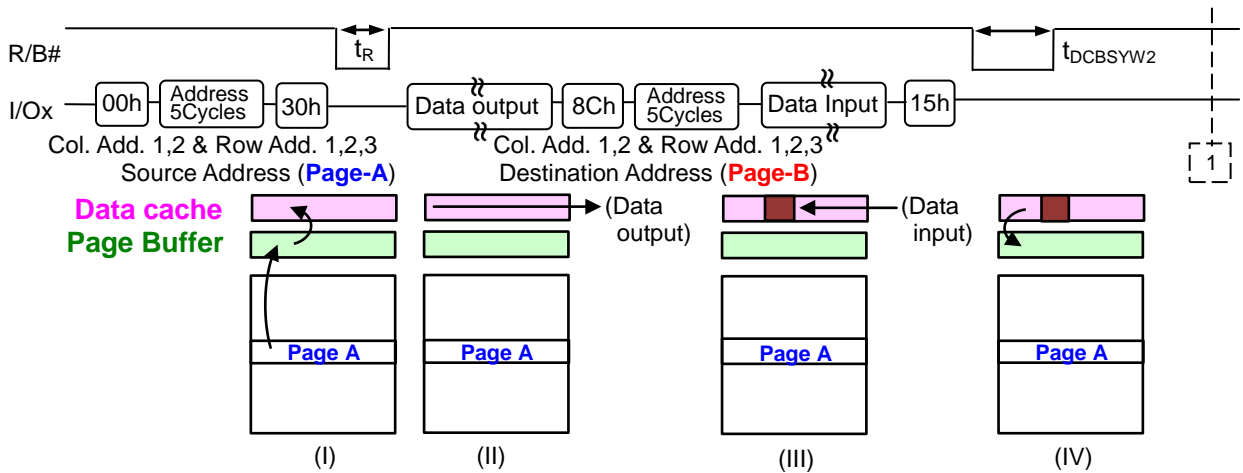 R/B#
tR
tDCBSYW2
I/Ox
00h
Address
5Cycles
30h
Data output
8Ch
Address
5Cycles
Data Input
15h
Col. Add. 1,2 & Row Add. 1,2,3
Source Address (Page-A)
Col. Add. 1,2 & Row Add. 1,2,3
Destination Address (Page-B)
1
Data cache
Page Buffer
(Data
output)
(Data
input)
Page A
Page A
Page A
Page A
(I)
(II)
(III)
(IV)